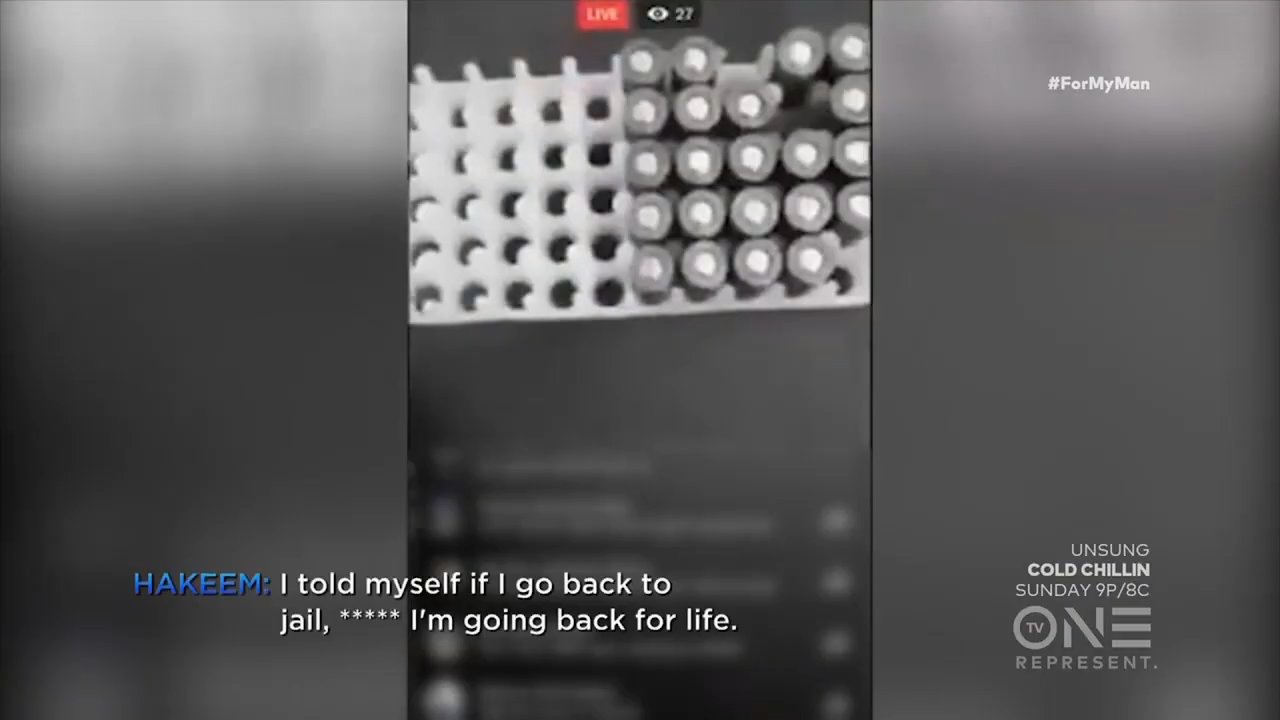 LIVE 27
#ForMyMan
HAKEEM: I told myself if I go back to
jail, ***** I'm going back for life.
UNSUNG
COLD CHILLIN
SUNDAY 9P/8C
TV ONE
REPRESENT.